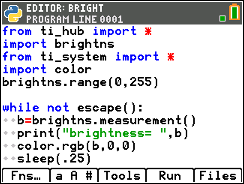 EDITOR: BRIGHT
PROGRAM LINE 0001
from ti_hub import *
import brightns
from ti_system import *
import color
brightns.range(0,255)

while not escape():
  b=brightns.measurement()
  print("brightness= ",b)
  color.rgb(b,0,0)
  sleep(.25)
Fns… a A # Tools Run Files